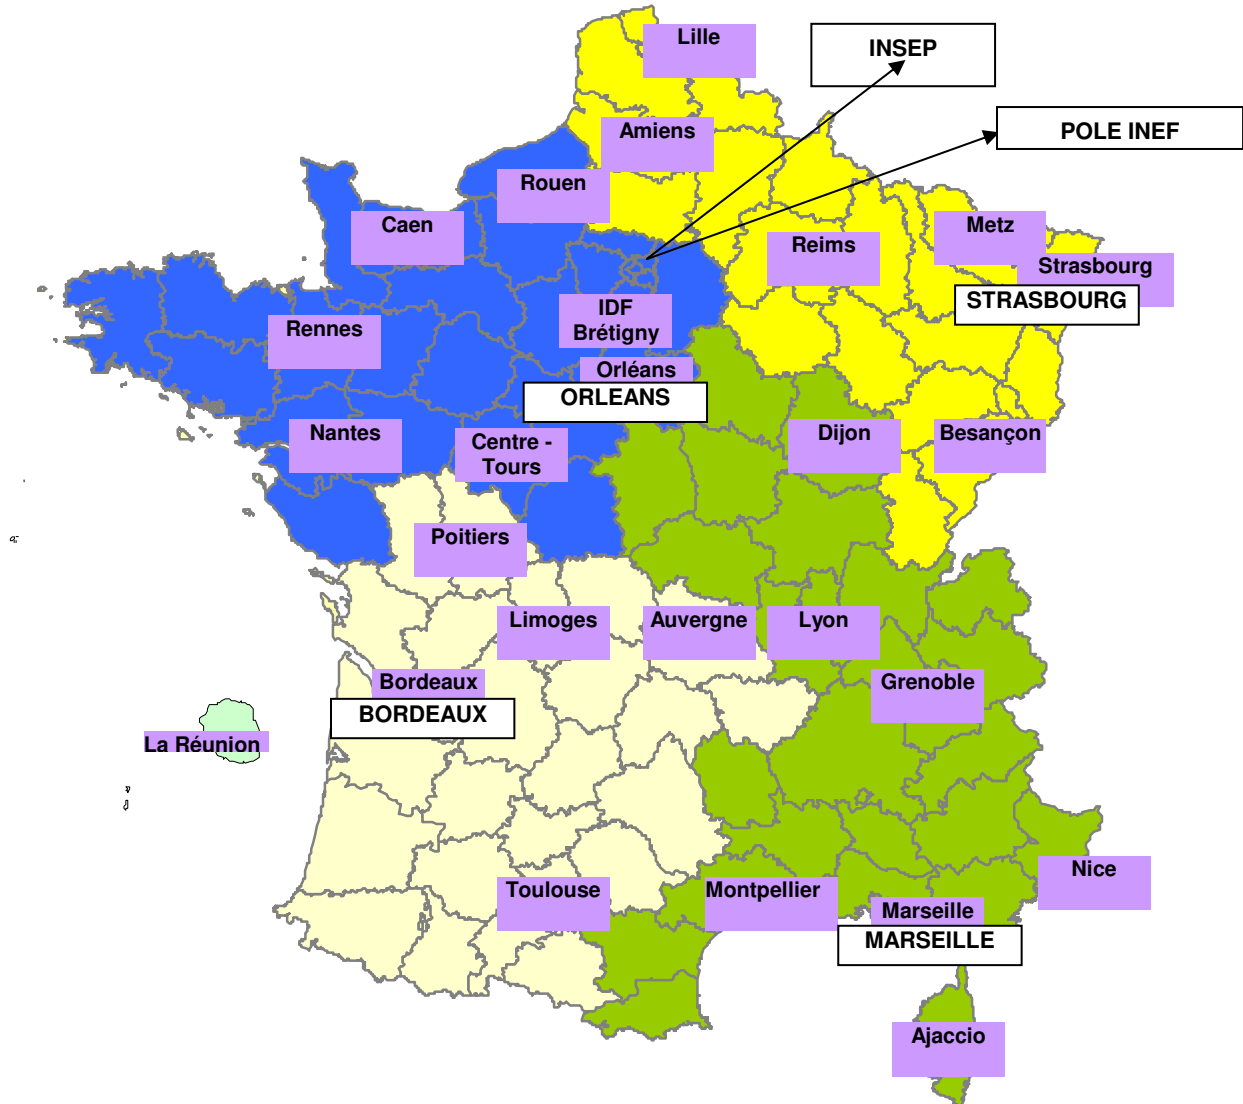 Lille
INSEP
POLE INEF
Amiens
Rouen
Caen
Metz
Reims
Strasbourg
STRASBOURG
IDF
Brétigny
Rennes
Orléans
ORLEANS
Nantes
Centre -
Tours
Dijon
Besançon
Poitiers
Limoges
Auvergne
Lyon
Bordeaux
BORDEAUX
Grenoble
La Réunion
Toulouse
Montpellier
Nice
Marseille
MARSEILLE
Ajaccio